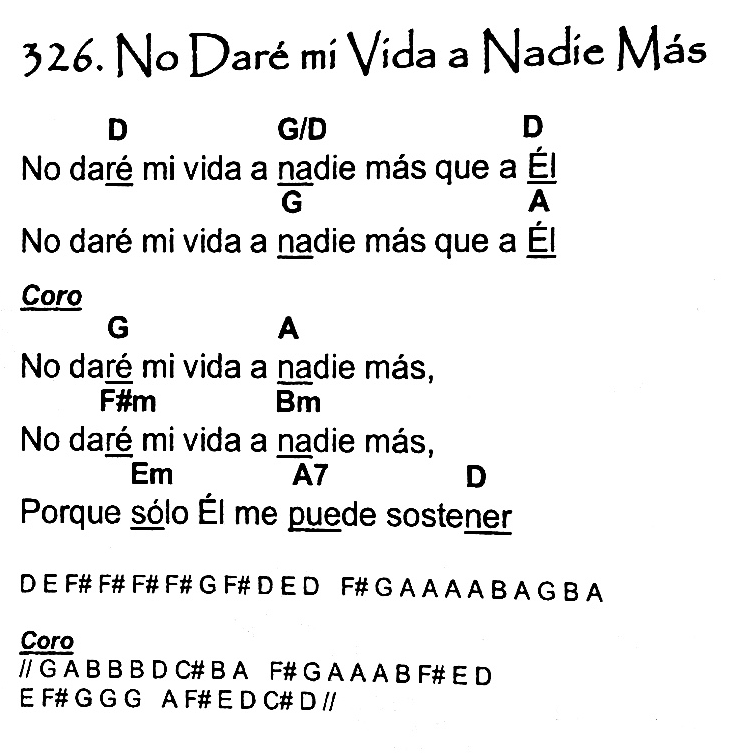 326. No Daré mi Vida a Nadie Más
D G/D D
No daré mi vida a nadie más que a Él
G A
No daré mi vida a nadie más que a Él
Coro
G A
No daré mi vida a nadie más,
F#m Bm
No daré mi vida a nadie más,
Em A7 D
Porque sólo Él me puede sostener
D E F# F# F# F# G F# D E D F# G A A A A B A G B A
Coro
// G A B B B D C# B A F# G A A A B F# E D
E F# G G G A F# E D C# D //